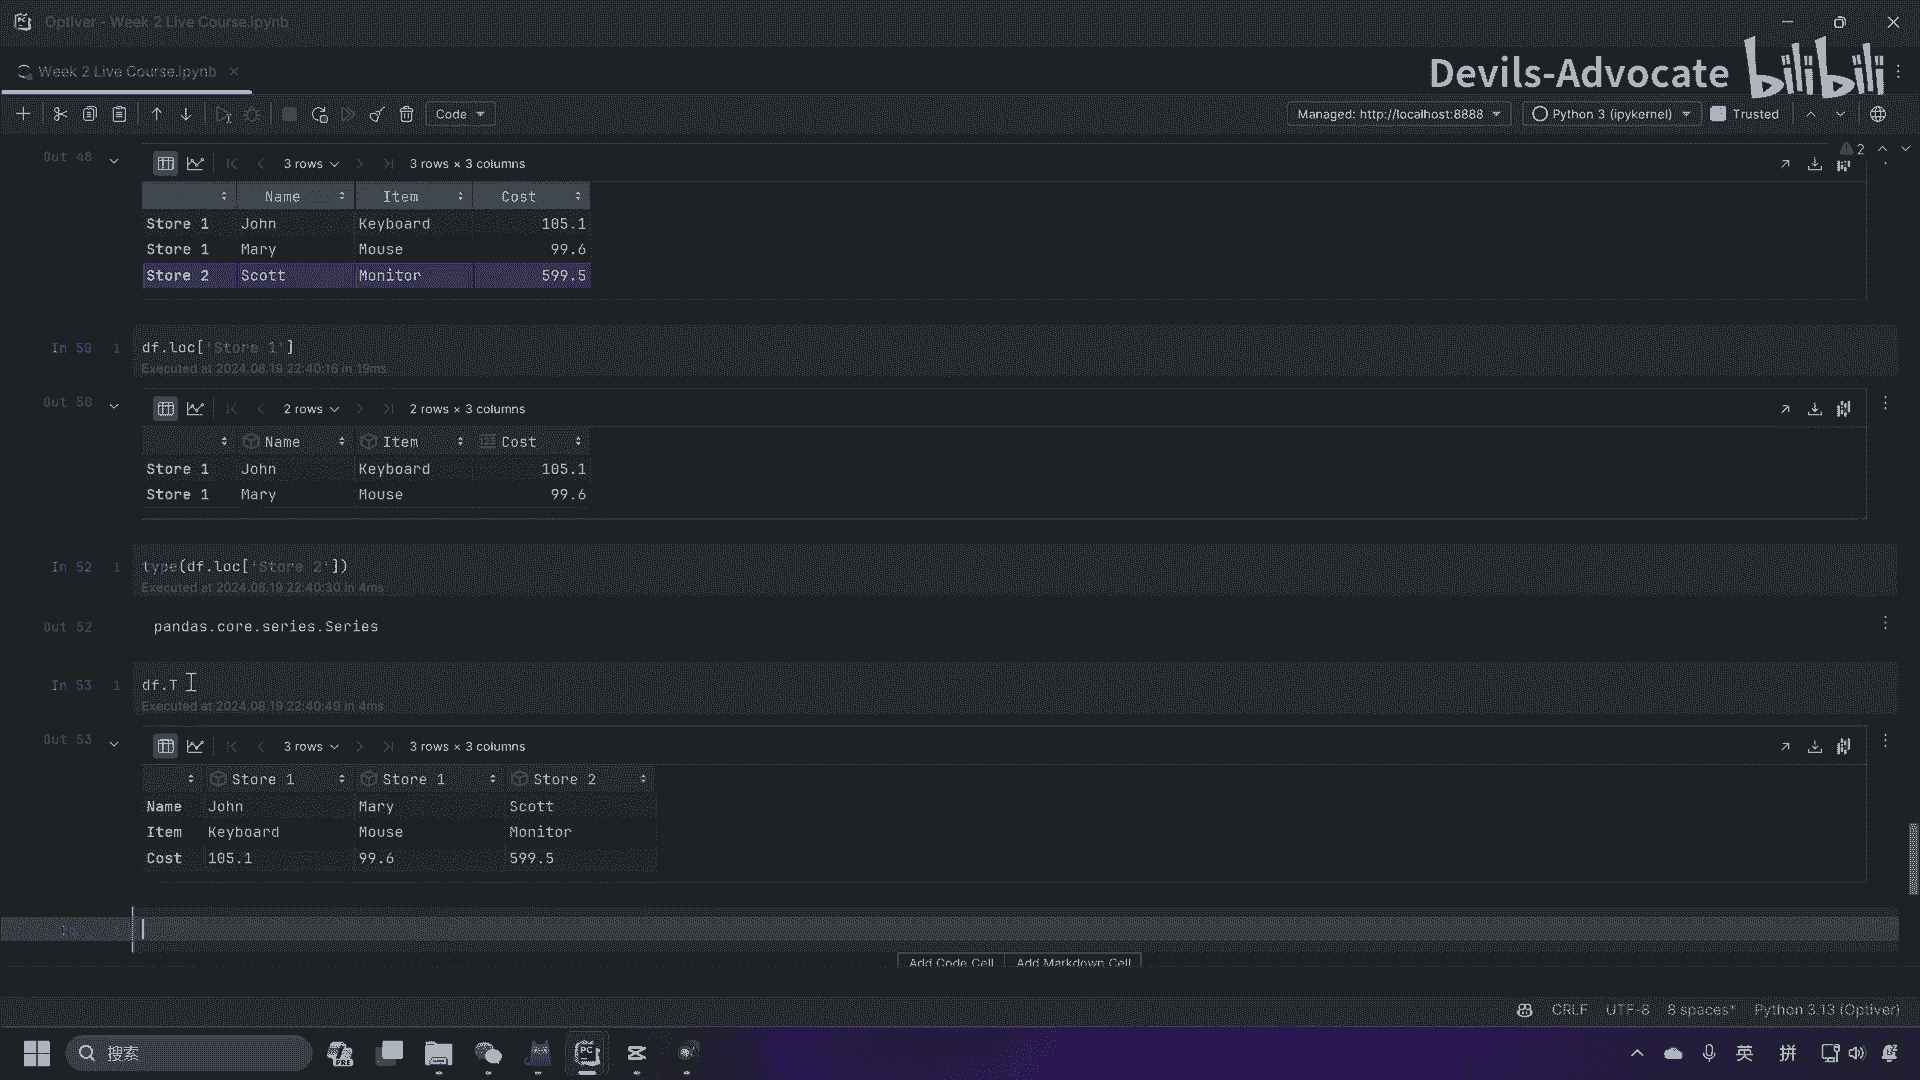 Optiver - Week 2 Live Course.ipynb
Week 2 Live Course.ipynb
Devils-Advocate bilibili
Code
Managed: http://localhost:8888
Python 3 (ipykernel)
Trusted
Out 48
3 rows
3 rows × 3 columns
2
Name Item Cost
Store 1 John Keyboard 105.1
Store 1 Mary Mouse 99.6
Store 2 Scott Monitor 599.5
In 50 1 df.loc['Store 1']
Executed at 2024.08.19 22:40:16 in 19ms
Out 50
2 rows
2 rows × 3 columns
Name Item 123 Cost
Store 1 John Keyboard 105.1
Store 1 Mary Mouse 99.6
In 52 1 type(df.loc['Store 2'])
Executed at 2024.08.19 22:40:30 in 4ms
Out 52 pandas.core.series.Series
In 53 1 df.T
Executed at 2024.08.19 22:40:49 in 4ms
Out 53
3 rows
3 rows × 3 columns
Store 1 Store 1 Store 2
Name John Mary Scott
Item Keyboard Mouse Monitor
Cost 105.1 99.6 599.5
In
Add Code Cell Add Markdown Cell
CRLF UTF-8 8 spaces* Python 3.13 (Optiver)
搜索
PRE
PC
英 拼